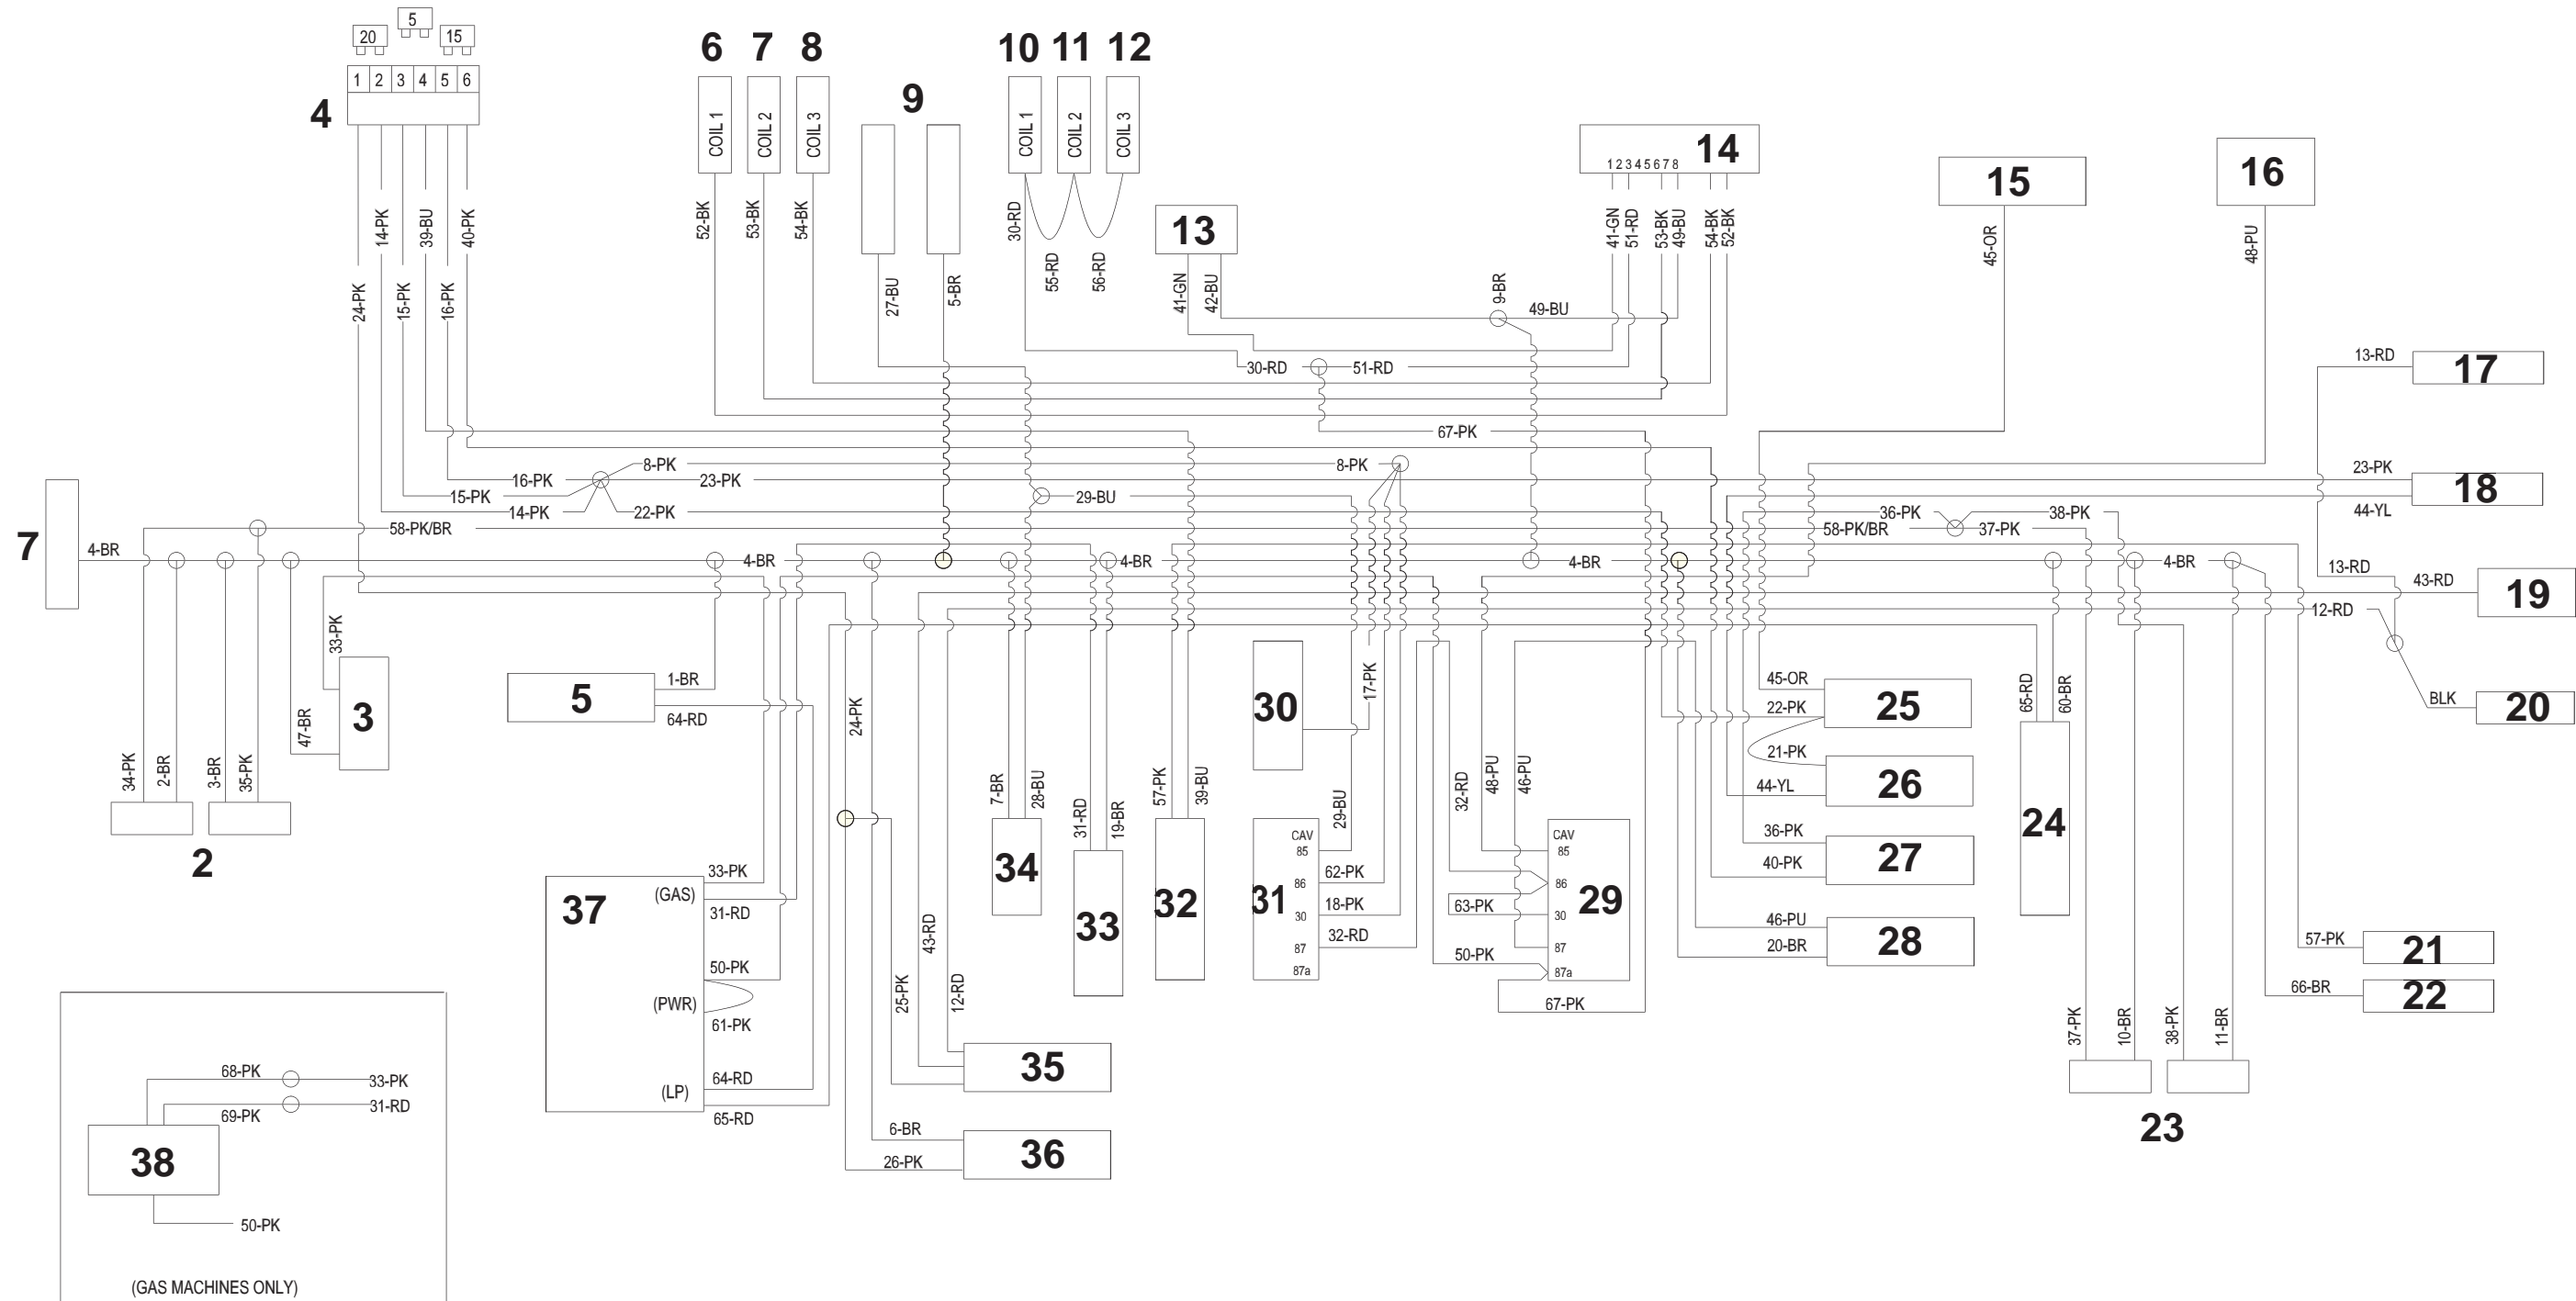 5
20
15
1 2 3 4 5 6
4
6 7 8
9
10 11 12
COIL 1
COIL 2
COIL 3
COIL 1
COIL 2
COIL 3
13
1 2 3 4 5 6 7 8
14
15
16
24-PK
14-PK
15-PK
39-BU
16-PK
40-PK
52-BK
53-BK
54-BK
27-BU
5-BR
30-RD
55-RD
56-RD
41-GN
42-BU
9-BR
49-BU
41-GN
51-RD
53-BK
49-BU
54-BK
52-BK
45-OR
48-PU
30-RD
51-RD
13-RD
17
67-PK
8-PK
8-PK
23-PK
16-PK
23-PK
18
15-PK
29-BU
14-PK
22-PK
36-PK
38-PK
44-YL
58-PK/BR
58-PK/BR
37-PK
7
4-BR
4-BR
4-BR
4-BR
4-BR
13-RD
43-RD
19
12-RD
33-PK
3
47-BR
5
1-BR
64-RD
24-PK
30
17-PK
45-OR
25
22-PK
65-RD
60-BR
BLK
20
21-PK
26
44-YL
34-PK
2-BR
3-BR
35-PK
2
7-BR
28-BU
31-RD
19-BR
57-PK
39-BU
29-BU
32-RD
48-PU
46-PU
24
34
33
32
31
CAV
85
86
30
87
87a
62-PK
18-PK
32-RD
63-PK
50-PK
67-PK
CAV
85
86
30
87
87a
29
36-PK
27
40-PK
46-PU
28
20-BR
57-PK
21
66-BR
22
37
(GAS)
33-PK
31-RD
50-PK
(PWR)
61-PK
(LP)
64-RD
65-RD
25-PK
43-RD
12-RD
35
6-BR
26-PK
36
37-PK
10-BR
38-PK
11-BR
23
68-PK
33-PK
69-PK
31-RD
38
50-PK
(GAS MACHINES ONLY)